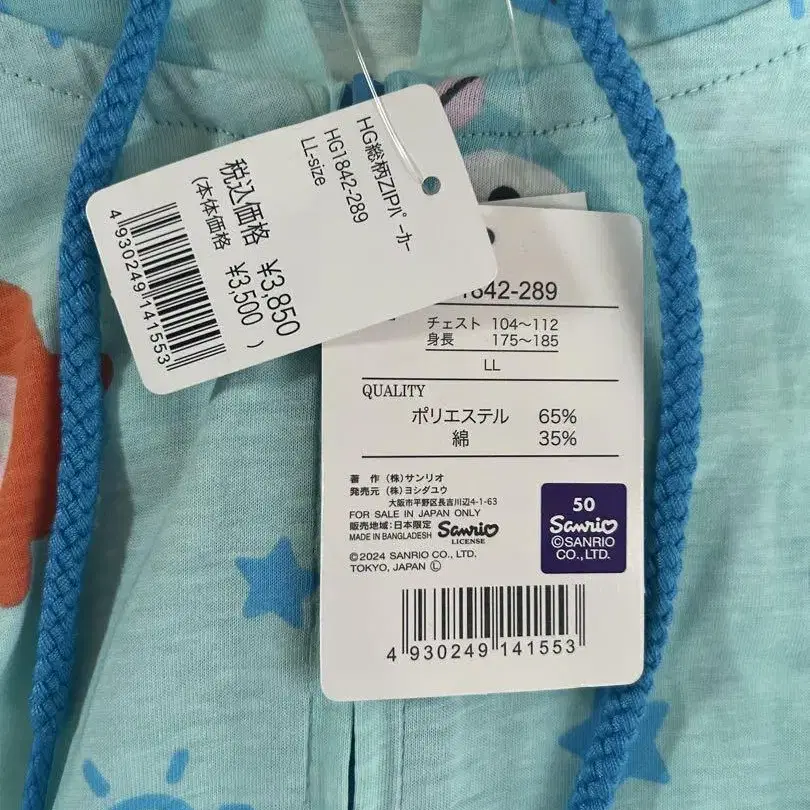 HG総柄ZIPパーカー
HG1842-289
LL-size
税込価格 ¥3,850
(本体価格 ¥3,500 )
4 930249 141553
1842-289
チェスト 104〜112
身長 175〜185
LL
QUALITY
ポリエステル 65%
綿 35%
著 作 (株)サンリオ
発売元 (株)ヨシダユウ
大阪市平野区長吉川辺4-1-63
FOR SALE IN JAPAN ONLY
販売地域:日本限定
MADE IN BANGLADESH
Sanrio
LICENSE
©2024 SANRIO CO., LTD.
TOKYO, JAPAN Ⓛ
50
Sanrio
©SANRIO
CO., LTD.
4 930249 141553